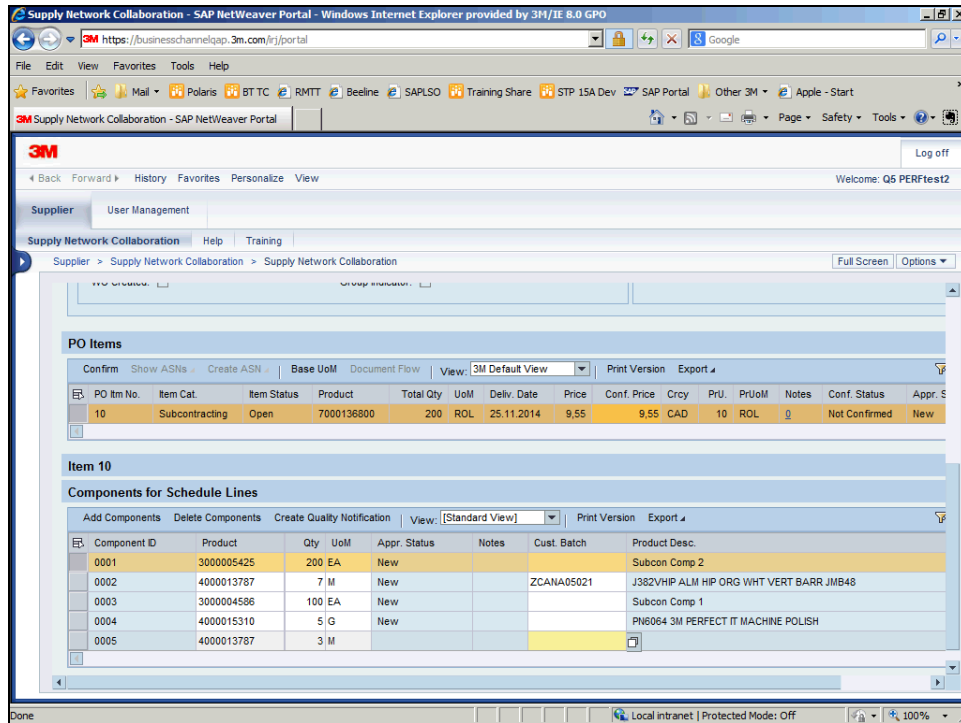 Supply Network Collaboration - SAP NetWeaver Portal - Windows Internet Explorer provided by 3M/IE 8.0 GPO
3M https://businesschannelqap.3m.com/irj/portal Google
File Edit View Favorites Tools Help
Favorites Mail Polaris BT TC RMTT Beeline SAPLSO Training Share STP 15A Dev SAP Portal Other 3M Apple - Start
3M Supply Network Collaboration - SAP NetWeaver Portal Page Safety Tools
3M Log off
Back Forward History Favorites Personalize View Welcome: Q5 PERFtest2
Supplier User Management
Supply Network Collaboration Help Training
Supplier > Supply Network Collaboration > Supply Network Collaboration Full Screen Options
WO Created: Group Indicator:
PO Items
Confirm Show ASNs Create ASN Base UoM Document Flow View: 3M Default View Print Version Export
PO Itm No. Item Cat. Item Status Product Total Qty UoM Deliv. Date Price Conf. Price Crcy PrU. PrUoM Notes Conf. Status Appr. S
10 Subcontracting Open 7000136800 200 ROL 25.11.2014 9,55 9,55 CAD 10 ROL 0 Not Confirmed New
Item 10
Components for Schedule Lines
Add Components Delete Components Create Quality Notification View: [Standard View] Print Version Export
Component ID Product Qty UoM Appr. Status Notes Cust. Batch Product Desc.
0001 3000005425 200 EA New Subcon Comp 2
0002 4000013787 7 M New ZCANA05021 J382VHIP ALM HIP ORG WHT VERT BARR JMB48
0003 3000004586 100 EA New Subcon Comp 1
0004 4000015310 5 G New PN6064 3M PERFECT IT MACHINE POLISH
0005 4000013787 3 M
Done Local intranet | Protected Mode: Off 100%